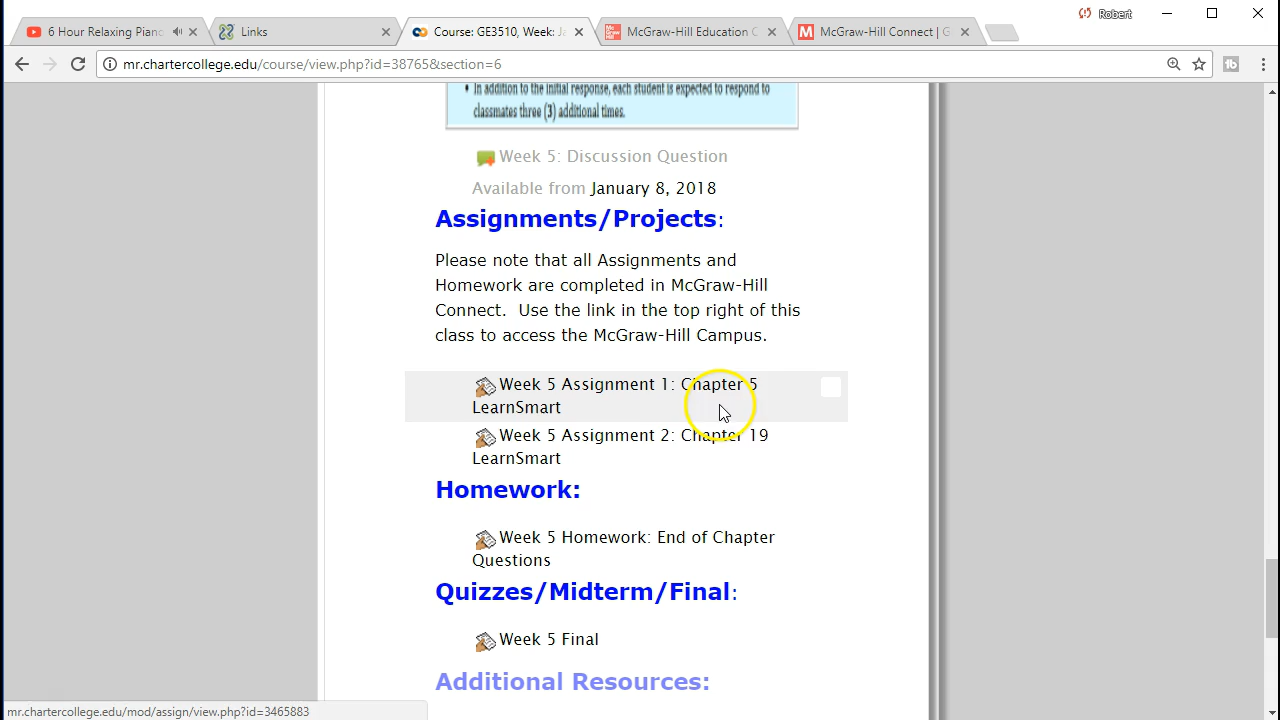 Robert
6 Hour Relaxing Pianc
Links
Course: GE3510, Week: Ja
McGraw-Hill Education C
McGraw-Hill Connect | G
mr.chartercollege.edu/course/view.php?id=38765&section=6
• In addition to the initial response, each student is expected to respond to
classmates three (3) additional times.
Week 5: Discussion Question
Available from January 8, 2018
Assignments/Projects:
Please note that all Assignments and
Homework are completed in McGraw-Hill
Connect. Use the link in the top right of this
class to access the McGraw-Hill Campus.
Week 5 Assignment 1: Chapter 5
LearnSmart
Week 5 Assignment 2: Chapter 19
LearnSmart
Homework:
Week 5 Homework: End of Chapter
Questions
Quizzes/Midterm/Final:
Week 5 Final
Additional Resources:
mr.chartercollege.edu/mod/assign/view.php?id=3465883